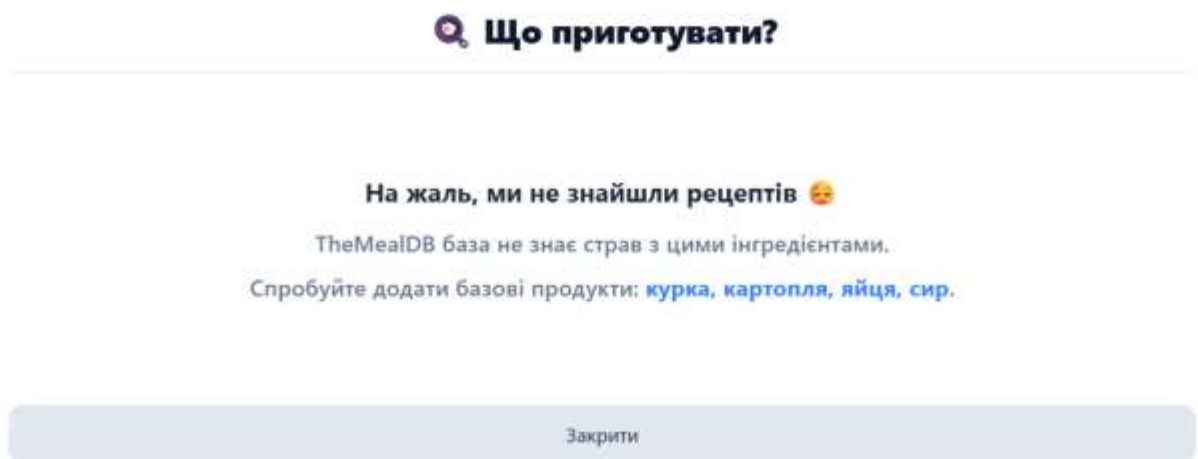 Що приготувати?
На жаль, ми не знайшли рецептів
TheMealDB база не знає страв з цими інгредієнтами.
Спробуйте додати базові продукти: курка, картопля, яйця, сир.
Закрити